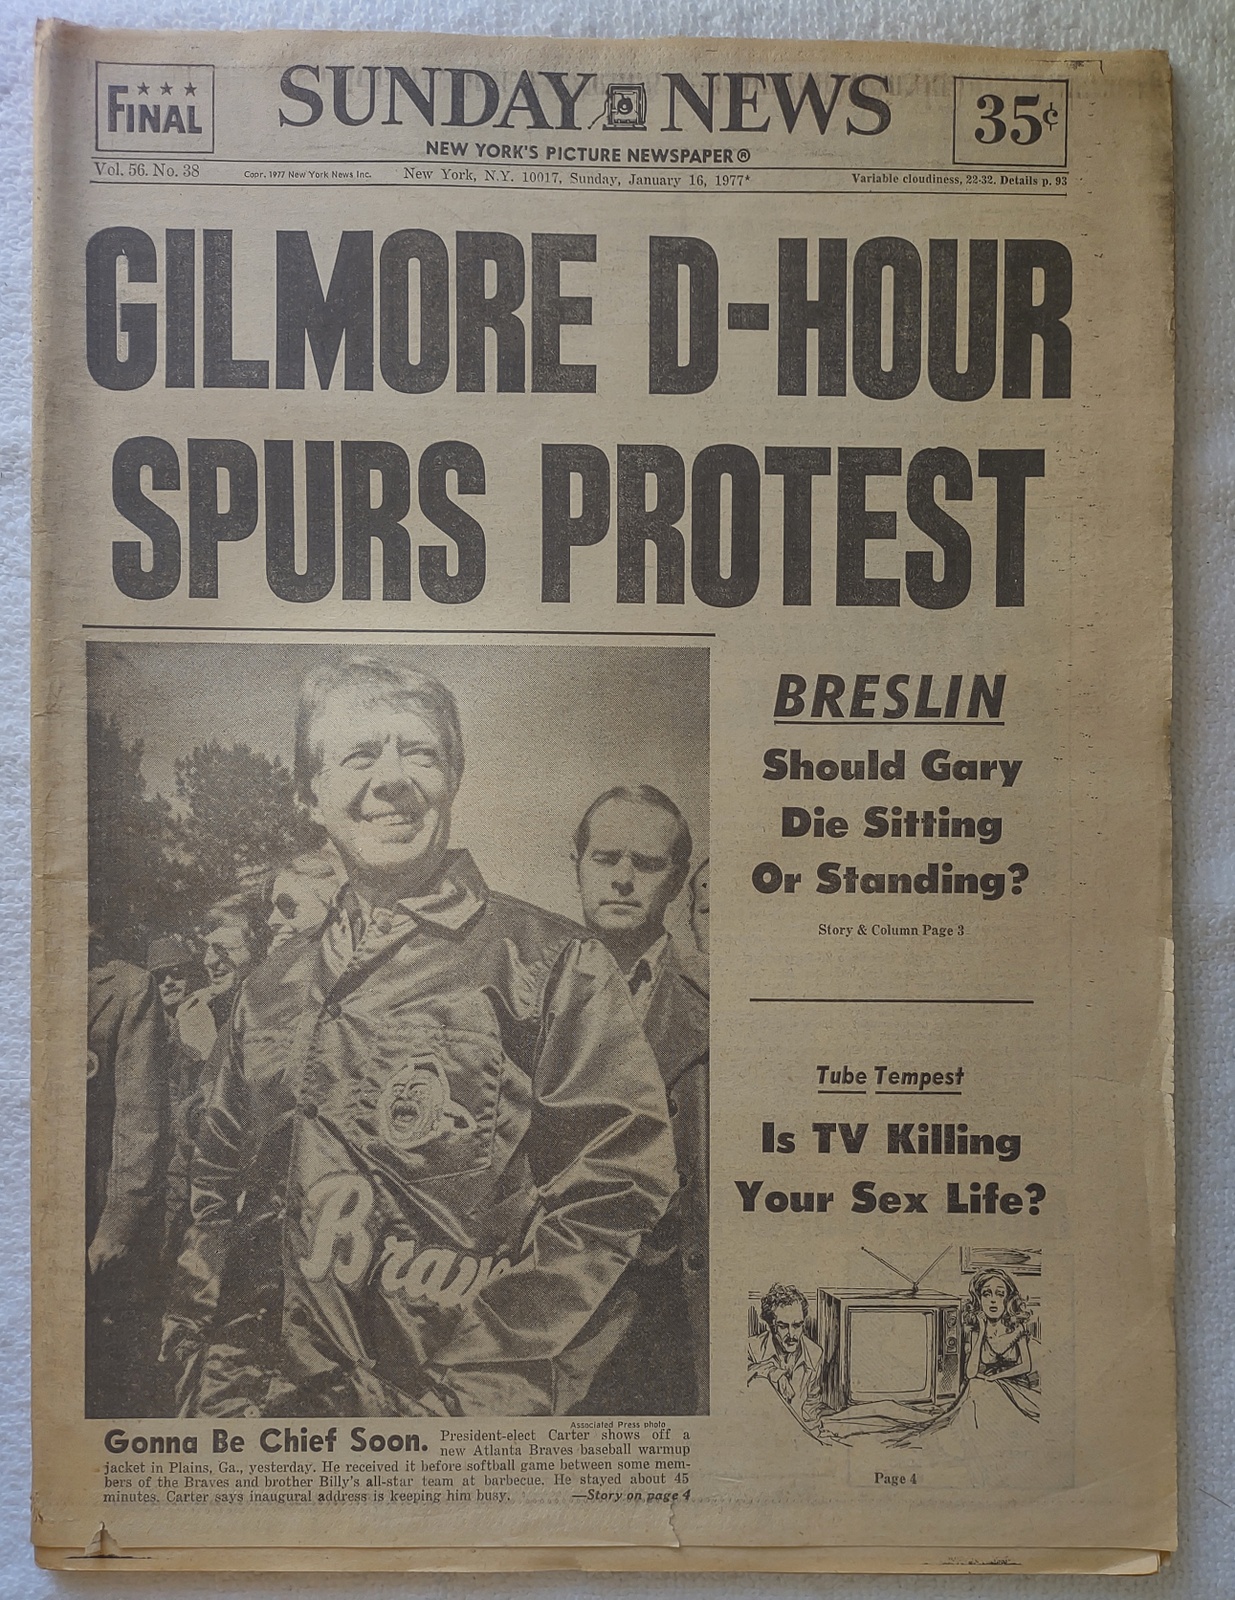 ★ ★ ★
FINAL
SUNDAY NEWS
35¢
NEW YORK'S PICTURE NEWSPAPER®
Vol. 56. No. 38 Copr. 1977 New York News Inc. New York, N.Y. 10017, Sunday, January 16, 1977* Variable cloudiness, 22-32. Details p. 93
GILMORE D-HOUR
SPURS PROTEST
BRESLIN
Should Gary
Die Sitting
Or Standing?
Story & Column Page 3
Tube Tempest
Is TV Killing
Your Sex Life?
Page 4
Brav
Associated Press photo
Gonna Be Chief Soon. President-elect Carter shows off a
new Atlanta Braves baseball warmup
jacket in Plains, Ga., yesterday. He received it before softball game between some mem-
bers of the Braves and brother Billy's all-star team at barbecue. He stayed about 45
minutes. Carter says inaugural address is keeping him busy. —Story on page 4